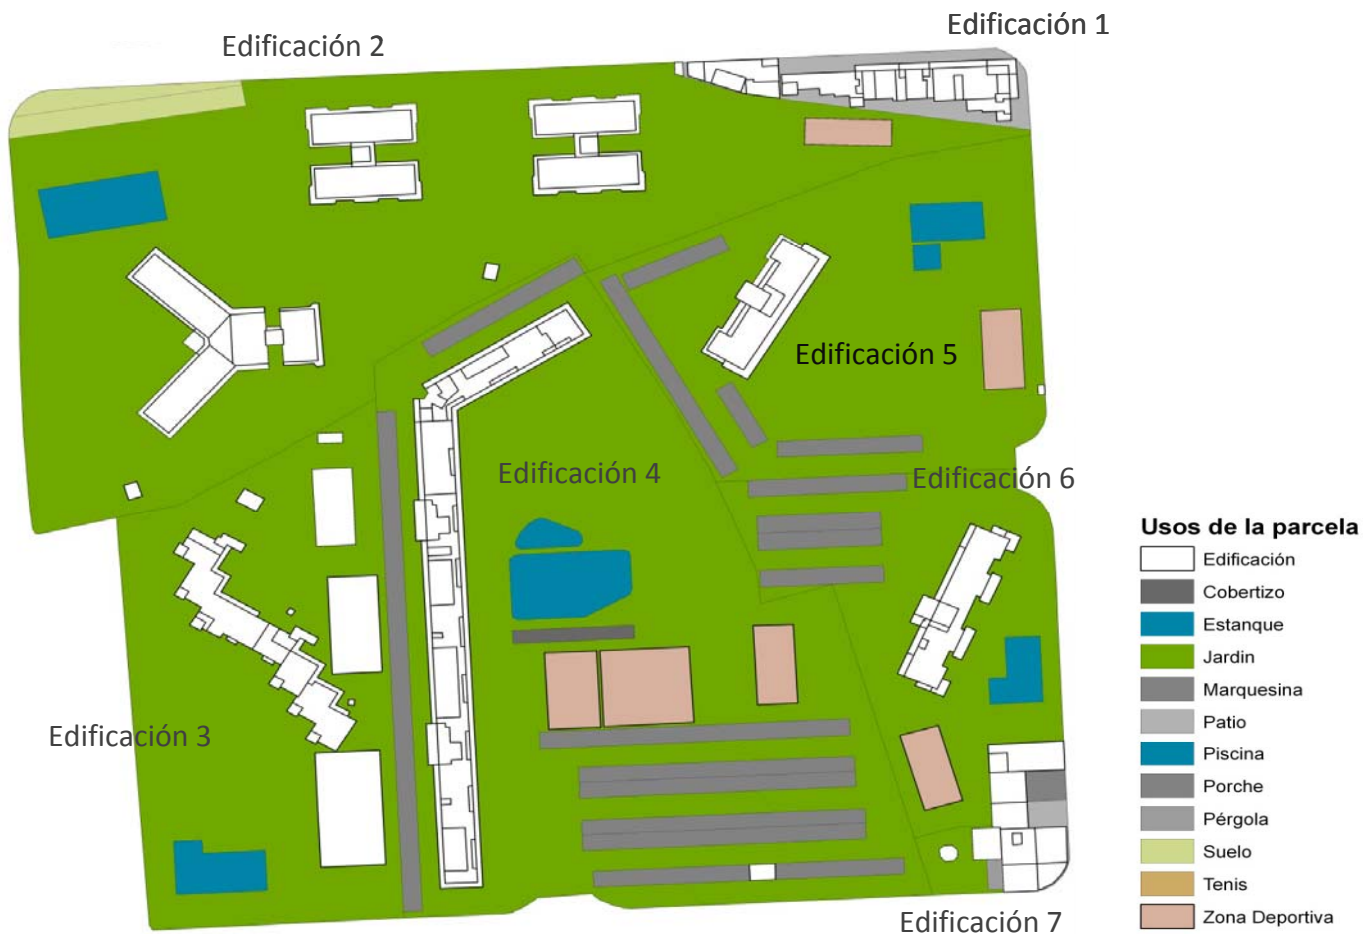 Edificación 1
Edificación 2
Edificación 5
Edificación 4
Edificación 6
Edificación 3
Edificación 7
Usos de la parcela
Edificación
Cobertizo
Estanque
Jardin
Marquesina
Patio
Piscina
Porche
Pérgola
Suelo
Tenis
Zona Deportiva